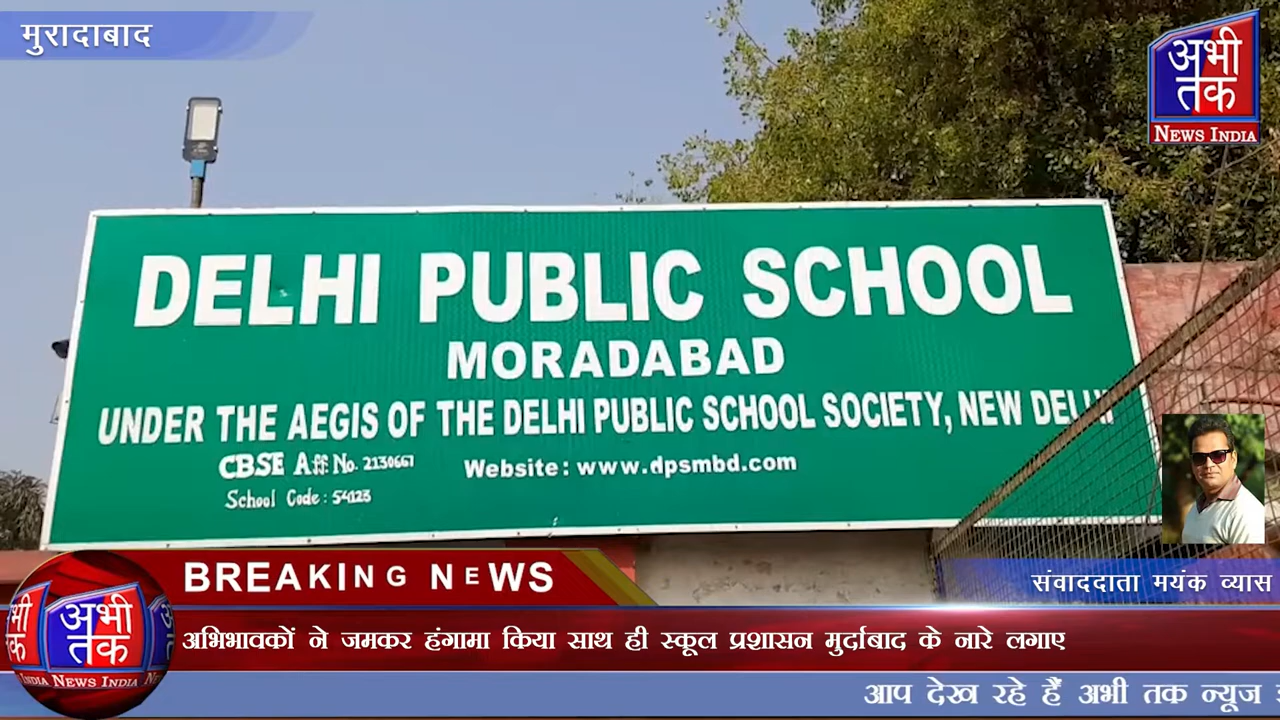 मुरादाबाद
अभी
तक
NEWS INDIA
DELHI PUBLIC SCHOOL
MORADABAD
UNDER THE AEGIS OF THE DELHI PUBLIC SCHOOL SOCIETY, NEW DELHI
CBSE Aff No. 2130667
Website: www.dpsmbd.com
School Code: 54123
BREAKING NEWS
संवाददाता मयंक व्यास
अभी
तक
NEWS INDIA
अभिभावकों ने जमकर हंगामा किया साथ ही स्कूल प्रशासन मुर्दाबाद के नारे लगाए
आप देख रहे हैं अभी तक न्यूज